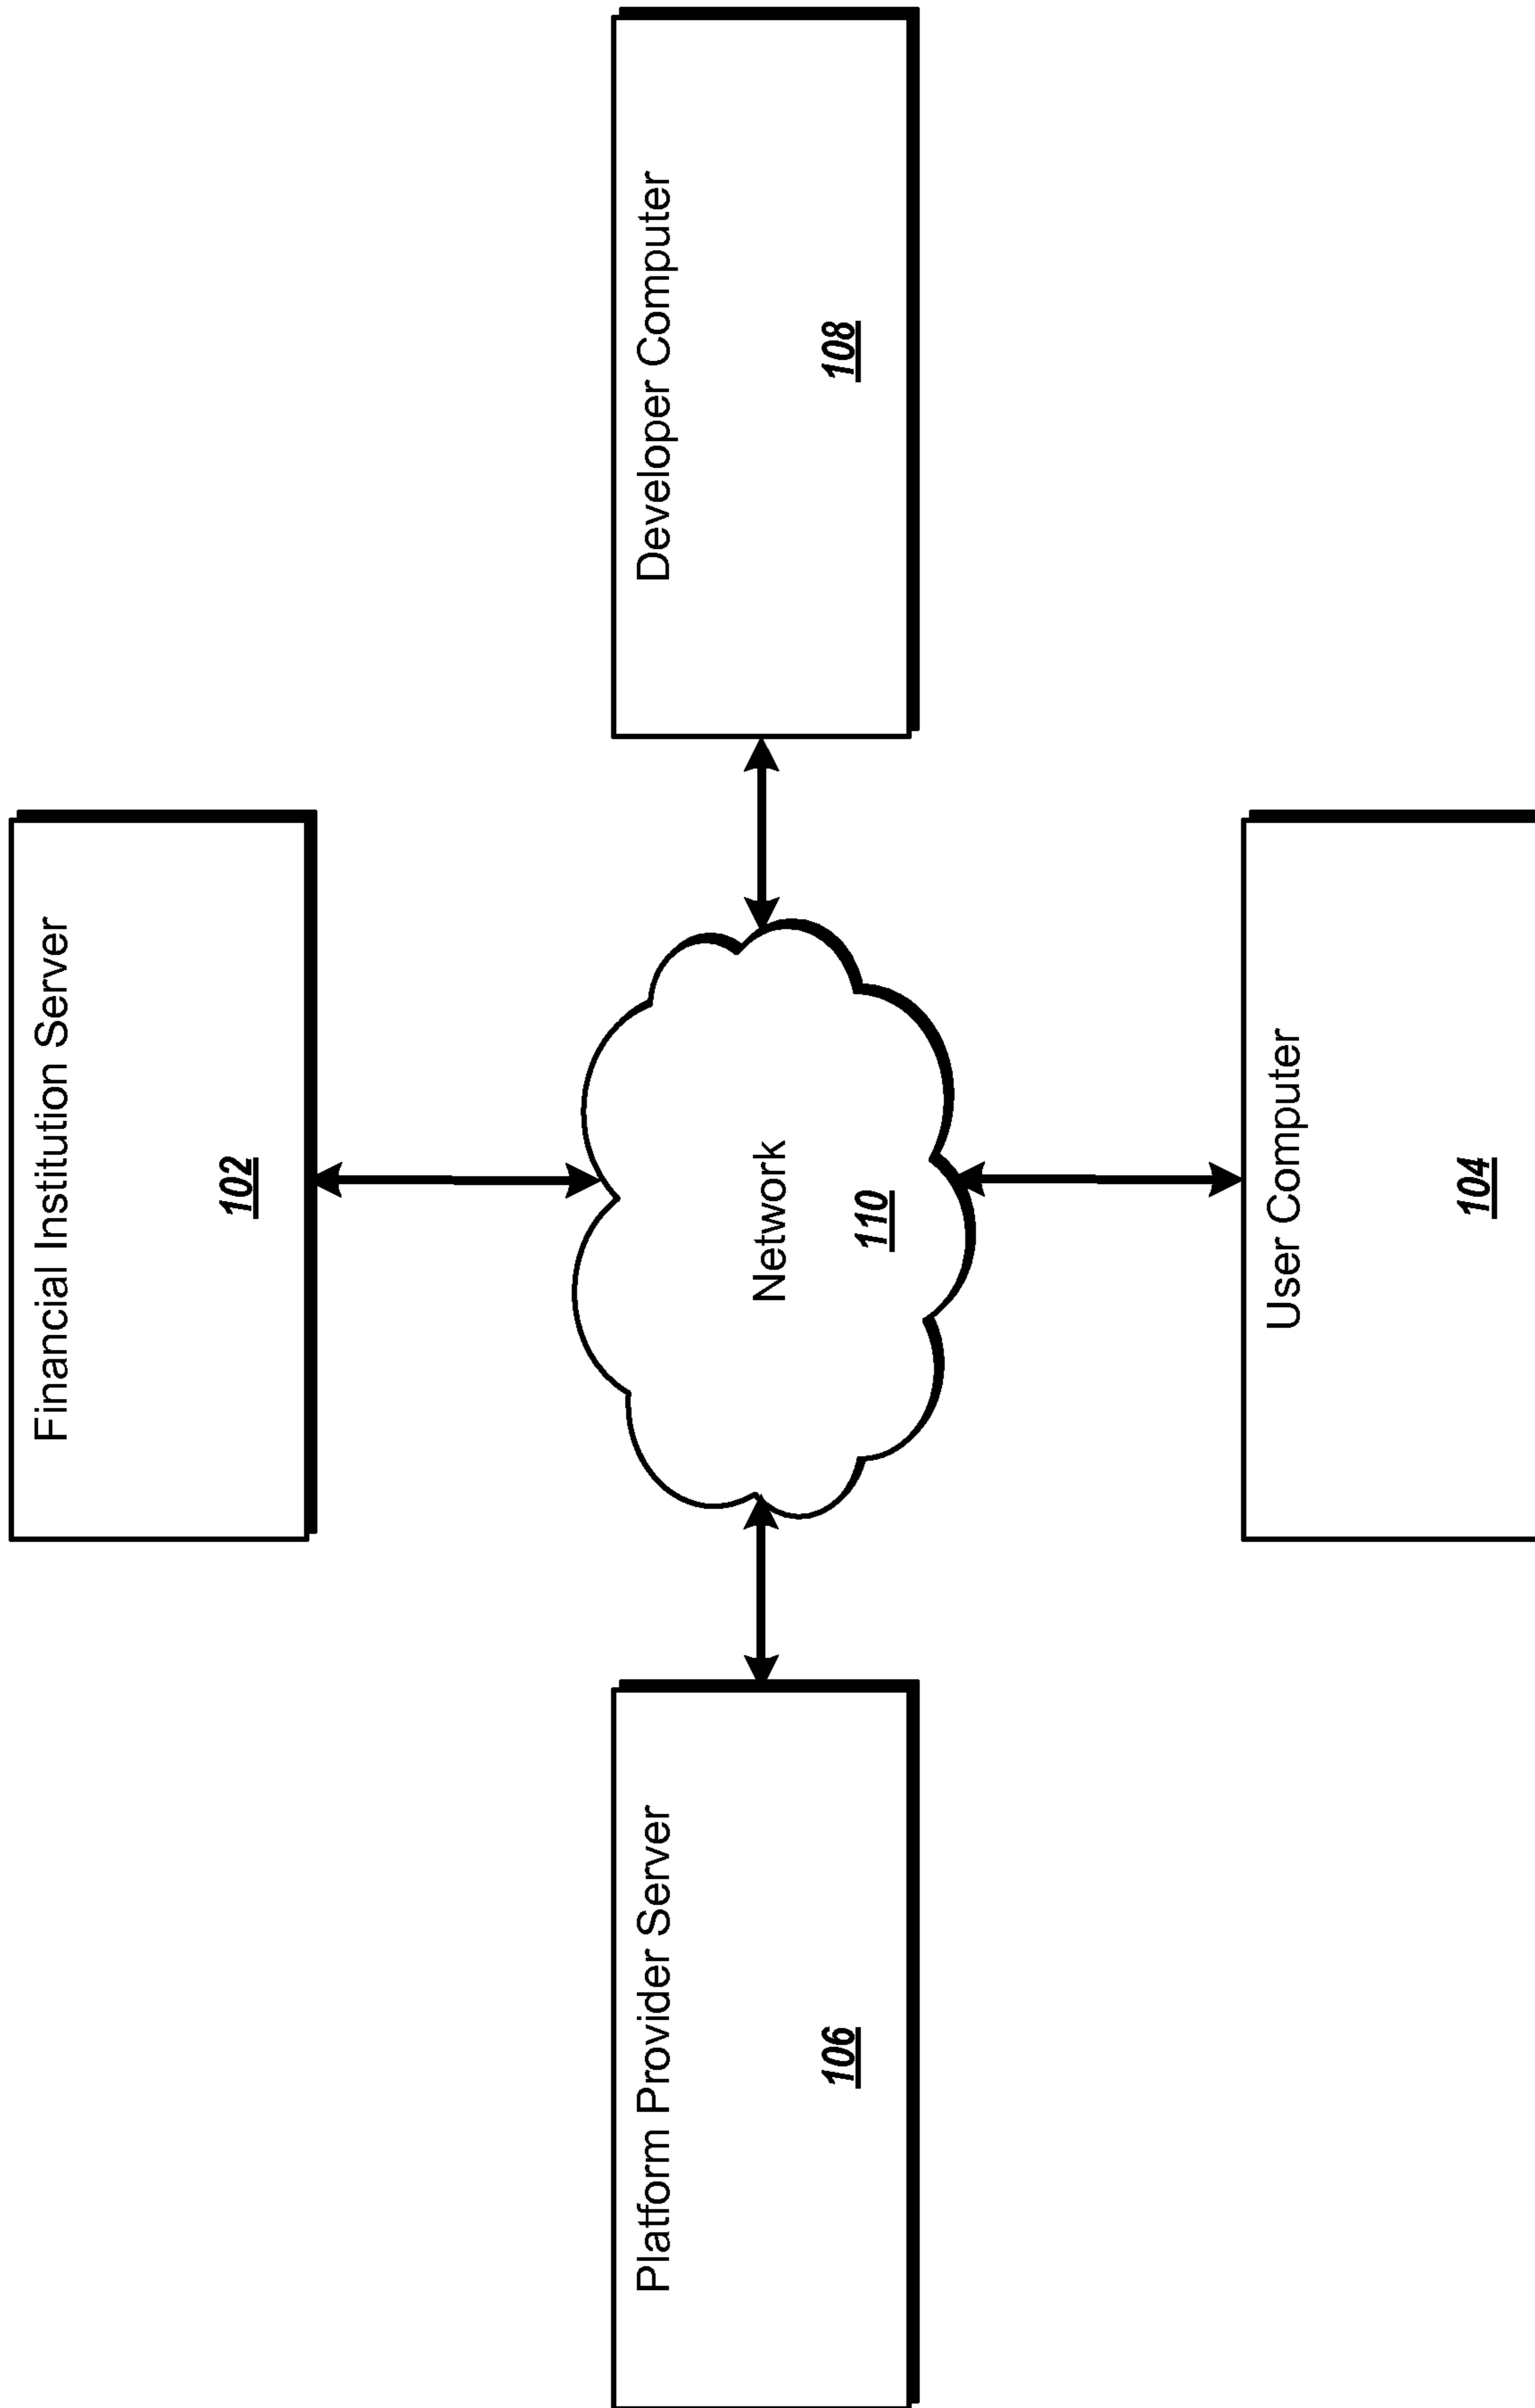 Financial Institution Server
102
Platform Provider Server
106
Network
110
Developer Computer
108
User Computer
104